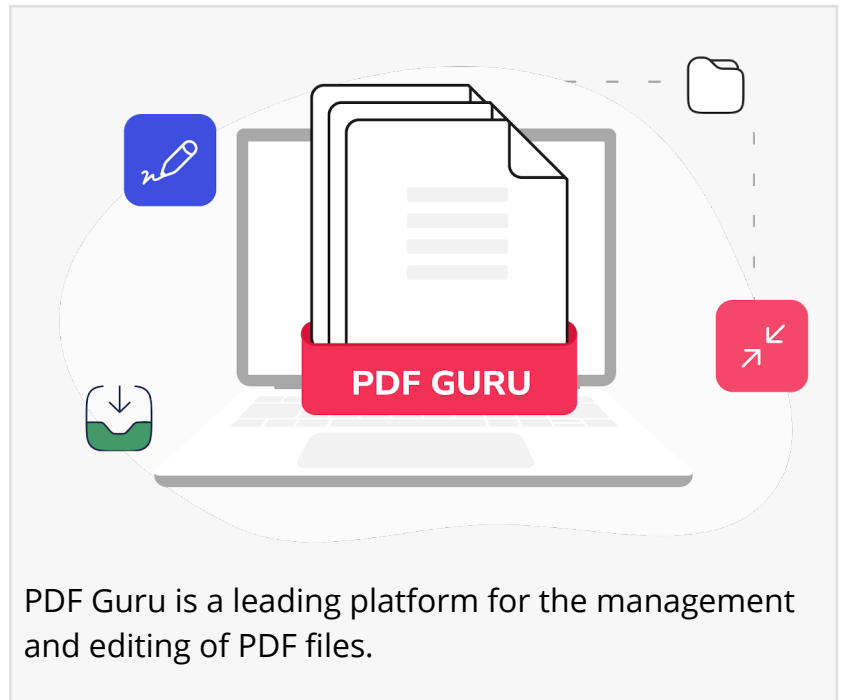 PDF GURU
PDF Guru is a leading platform for the management
and editing of PDF files.